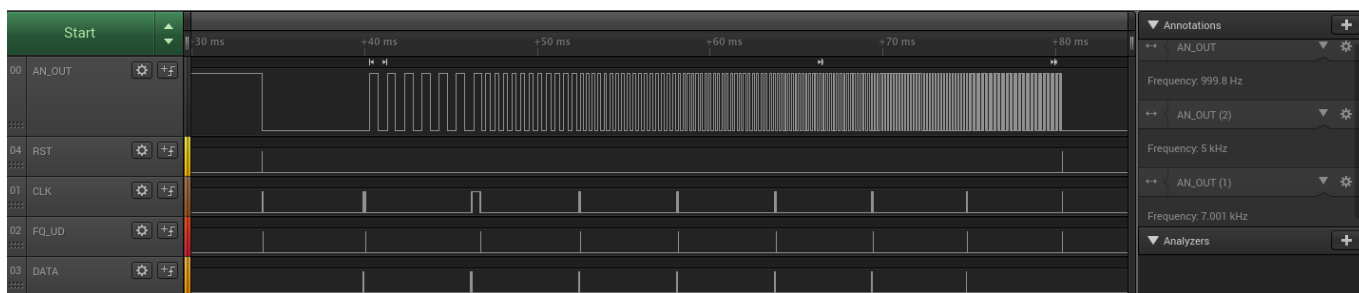 Start
+30 ms
+40 ms
+50 ms
+60 ms
+70 ms
+80 ms
00 AN_OUT
04 RST
01 CLK
02 FQ_UD
03 DATA
Annotations
AN_OUT
Frequency: 999.8 Hz
AN_OUT (2)
Frequency: 5 kHz
AN_OUT (1)
Frequency: 7.001 kHz
Analyzers